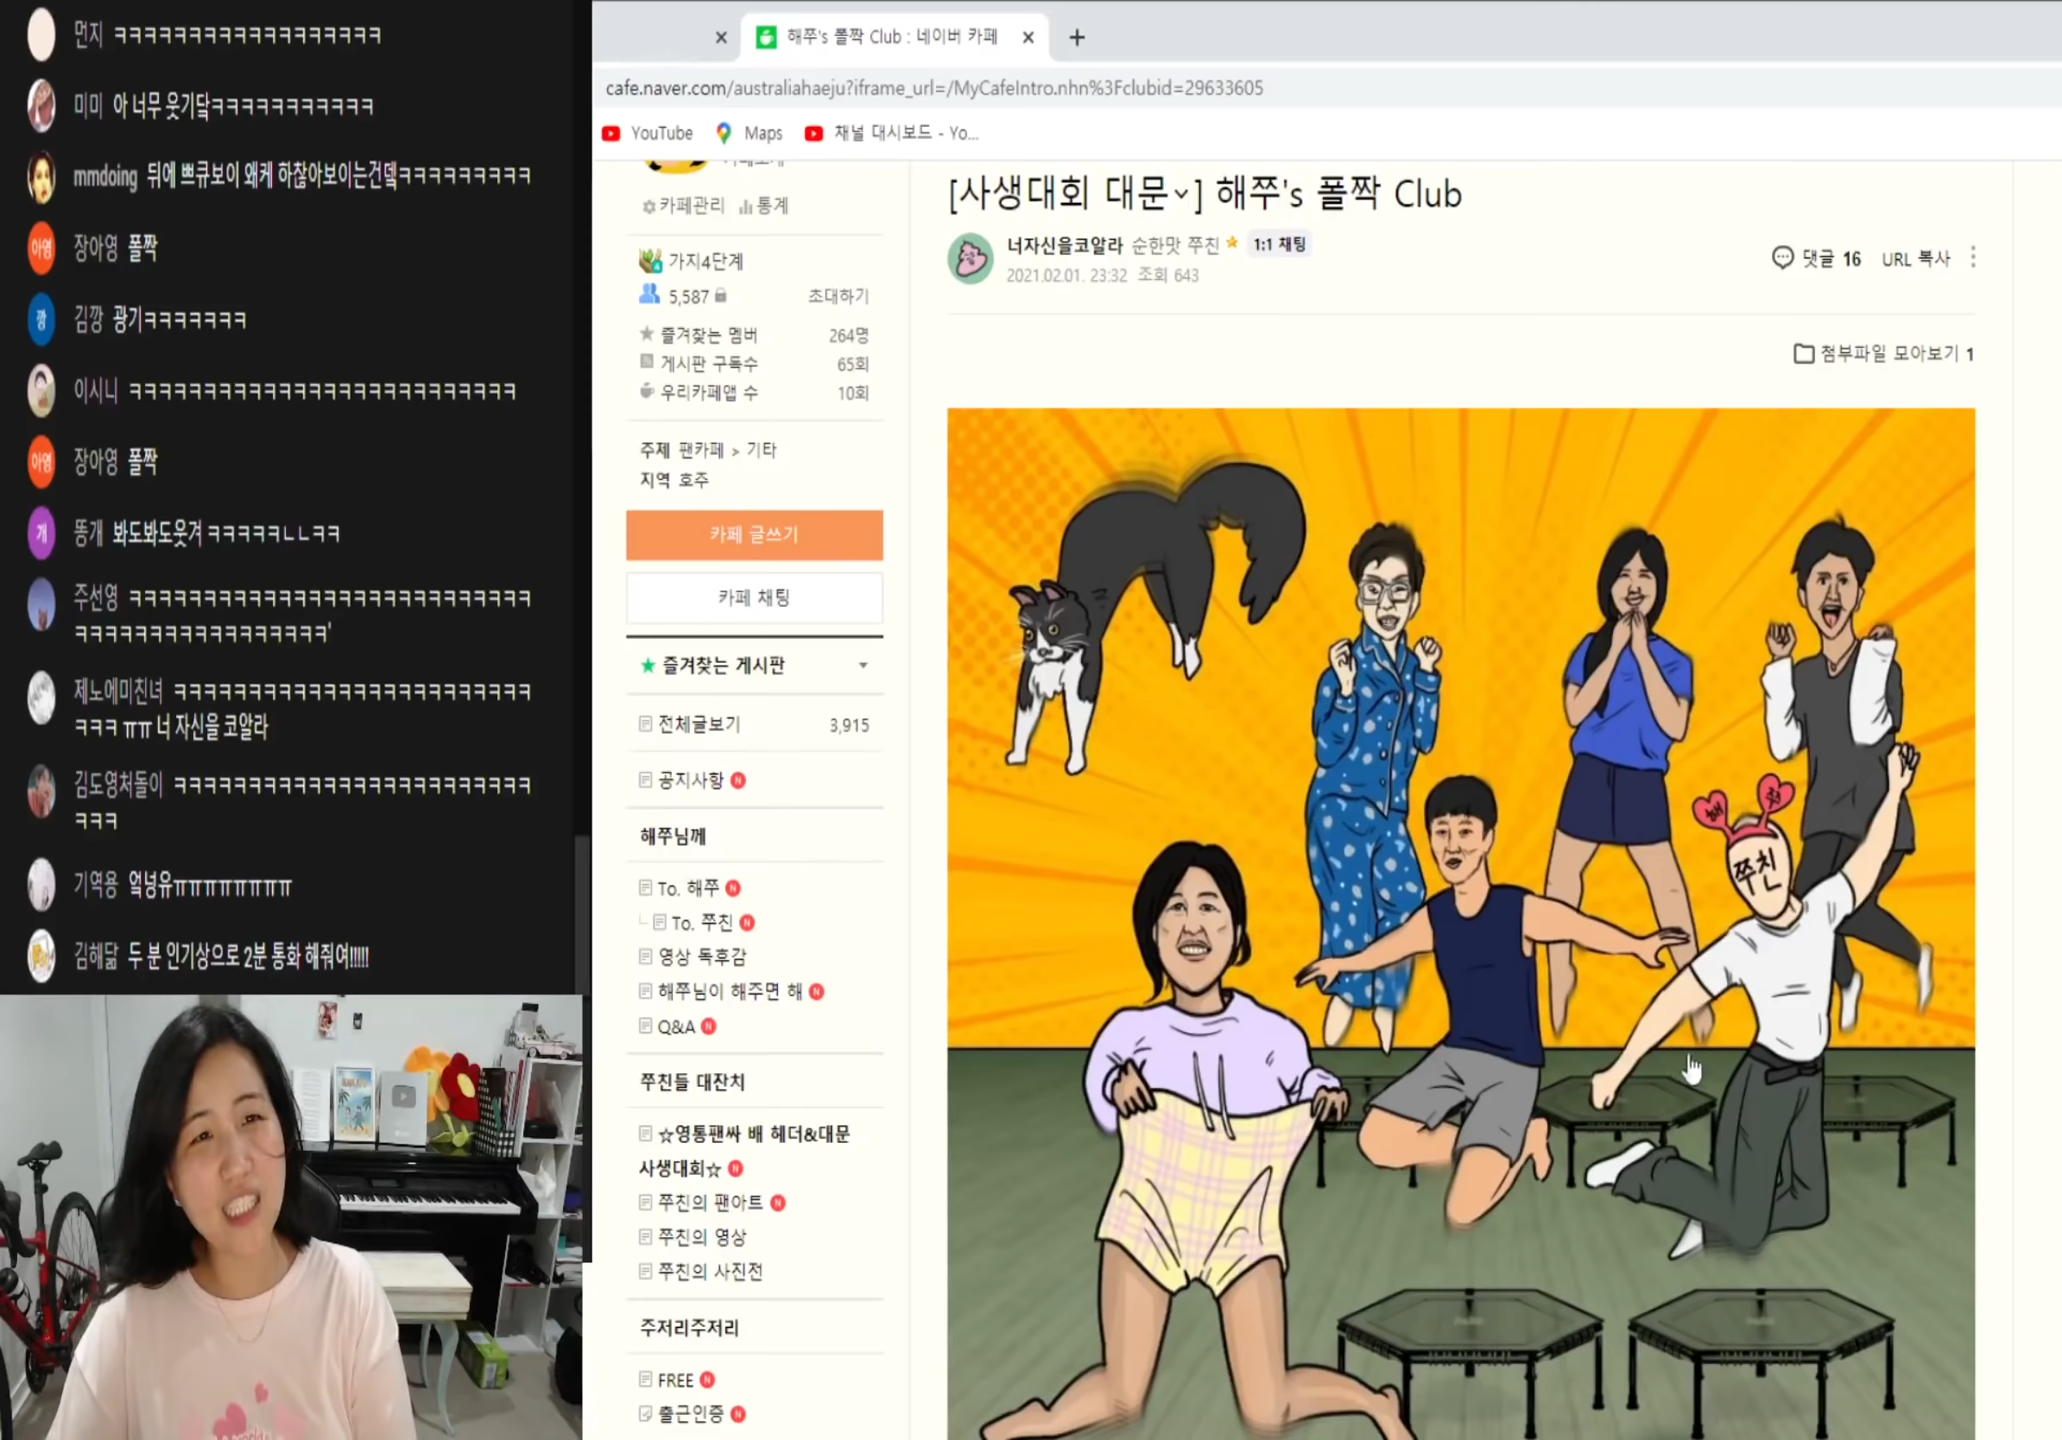 먼지 ㅋㅋㅋㅋㅋㅋㅋㅋㅋㅋㅋㅋㅋㅋㅋㅋㅋㅋ
미미 아 너무 웃기닼ㅋㅋㅋㅋㅋㅋㅋㅋㅋㅋㅋ
mmdoing 뒤에 쁘큐보이 왜케 하찮아보이는건뎈ㅋㅋㅋㅋㅋㅋㅋㅋㅋ
아영 장아영 폴짝
깡 김깡 광기ㅋㅋㅋㅋㅋㅋㅋ
이시니 ㅋㅋㅋㅋㅋㅋㅋㅋㅋㅋㅋㅋㅋㅋㅋㅋㅋㅋㅋㅋㅋㅋㅋㅋㅋㅋ
아영 장아영 폴짝
개 똥개 봐도봐도웃겨 ㅋㅋㅋㅋㅋㄴㄴㅋㅋ
주선영 ㅋㅋㅋㅋㅋㅋㅋㅋㅋㅋㅋㅋㅋㅋㅋㅋㅋㅋㅋㅋㅋㅋㅋㅋㅋㅋㅋ
ㅋㅋㅋㅋㅋㅋㅋㅋㅋㅋㅋㅋㅋㅋㅋㅋㅋ'
제노에미친녀 ㅋㅋㅋㅋㅋㅋㅋㅋㅋㅋㅋㅋㅋㅋㅋㅋㅋㅋㅋㅋㅋㅋㅋㅋ
ㅋㅋㅋ ㅠㅠ 너 자신을 코알라
김도영처돌이 ㅋㅋㅋㅋㅋㅋㅋㅋㅋㅋㅋㅋㅋㅋㅋㅋㅋㅋㅋㅋㅋㅋㅋㅋ
ㅋㅋㅋ
기역용 엌넝유ㅠㅠㅠㅠㅠㅠㅠㅠ
김해닮 두 분 인기상으로 2분 통화 해줘여!!!!!
해쭈's 폴짝 Club : 네이버 카페
cafe.naver.com/australiahaeju?iframe_url=/MyCafeIntro.nhn%3Fclubid=29633605
YouTube Maps 채널 대시보드 - Yo...
카페관리 통계
가지4단계
5,587 초대하기
즐겨찾는 멤버 264명
게시판 구독수 65회
우리카페앱 수 10회
주제 팬카페 > 기타
지역 호주
카페 글쓰기
카페 채팅
즐겨찾는 게시판
전체글보기 3,915
공지사항 N
해쭈님께
To. 해쭈 N
To. 쭈친 N
영상 독후감
해쭈님이 해주면 해 N
Q&A N
쭈친들 대잔치
☆영통팬싸 배 헤더&대문
사생대회☆ N
쭈친의 팬아트 N
쭈친의 영상
쭈친의 사진전
주저리주저리
FREE N
출근인증 N
[사생대회 대문] 해쭈's 폴짝 Club
너자신을코알라 순한맛 쭈친 1:1 채팅
2021.02.01. 23:32 조회 643
댓글 16 URL 복사
첨부파일 모아보기 1
해 쭈
쭈친